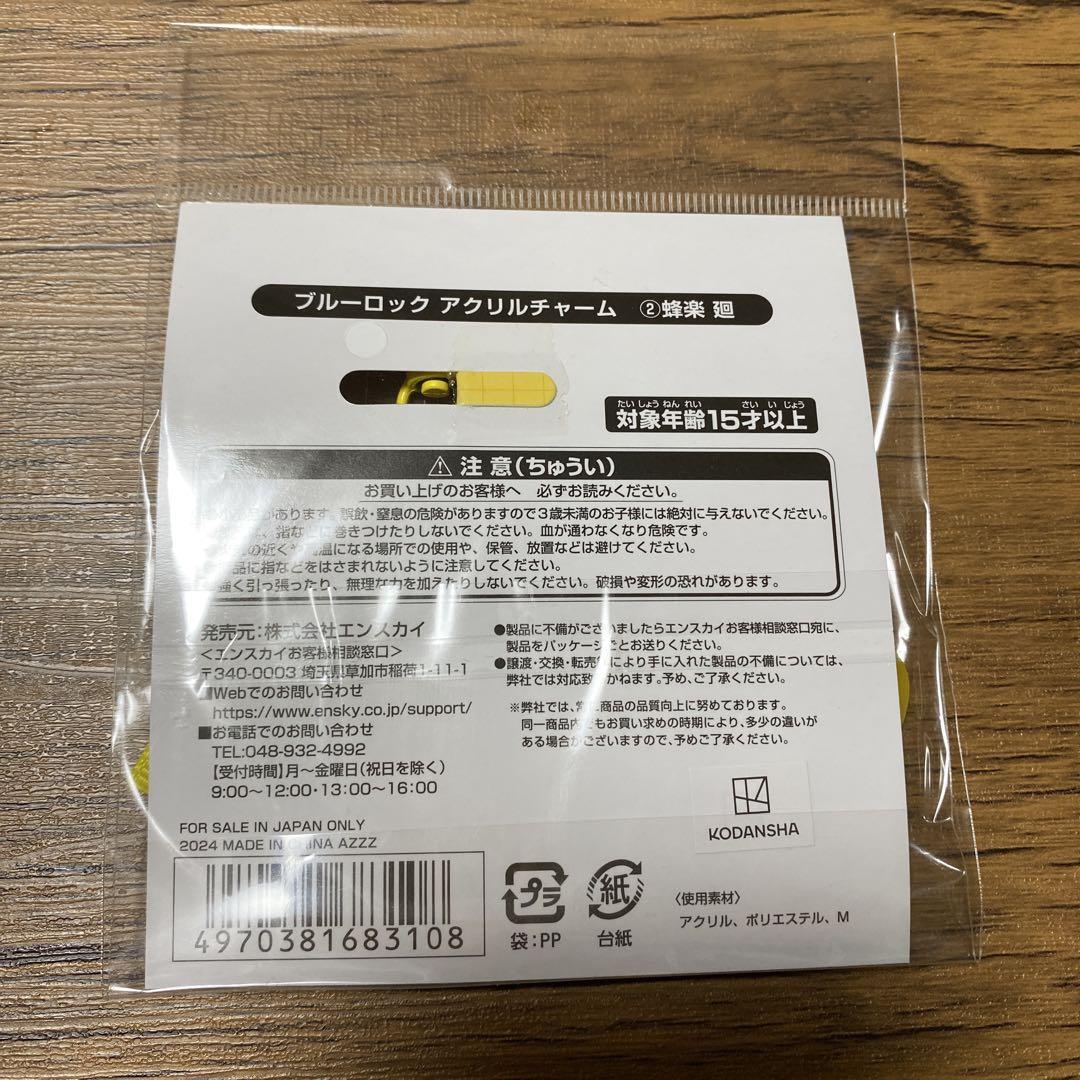 ブルーロック アクリルチャーム ②蜂楽 廻
たい しょう ねん れい さい い じょう
対象年齢15才以上
⚠ 注意(ちゅうい)
お買い上げのお客様へ 必ずお読みください。
があります。誤飲・窒息の危険がありますので3歳未満のお子様には絶対に与えないでください。
指などに巻きつけたりしないでください。血が通わなくなり危険です。
の近くや高温になる場所での使用や、保管、放置などは避けてください。
品に指などをはさまれないように注意してください。
強く引っ張ったり、無理な力を加えたりしないでください。破損や変形の恐れがあります。
発売元:株式会社エンスカイ
<エンスカイお客様相談窓口>
〒340-0003 埼玉県草加市稲荷1-11-1
■Webでのお問い合わせ
https://www.ensky.co.jp/support/
■お電話でのお問い合わせ
TEL:048-932-4992
【受付時間】月〜金曜日(祝日を除く)
9:00〜12:00・13:00〜16:00
●製品に不備がございましたらエンスカイお客様相談窓口宛に、
製品をパッケージごとお送りください。
●譲渡・交換・転売等により手に入れた製品の不備については、
弊社では対応致しかねます。予め、ご了承ください。
※弊社では、常に商品の品質向上に努めております。
同一商品内でもお買い求めの時期により、多少の違いが
ある場合がございますので、予めご了承ください。
KODANSHA
FOR SALE IN JAPAN ONLY
2024 MADE IN CHINA AZZZ
4970381683108
プラ
袋:PP
紙
台紙
〈使用素材〉
アクリル、ポリエステル、M